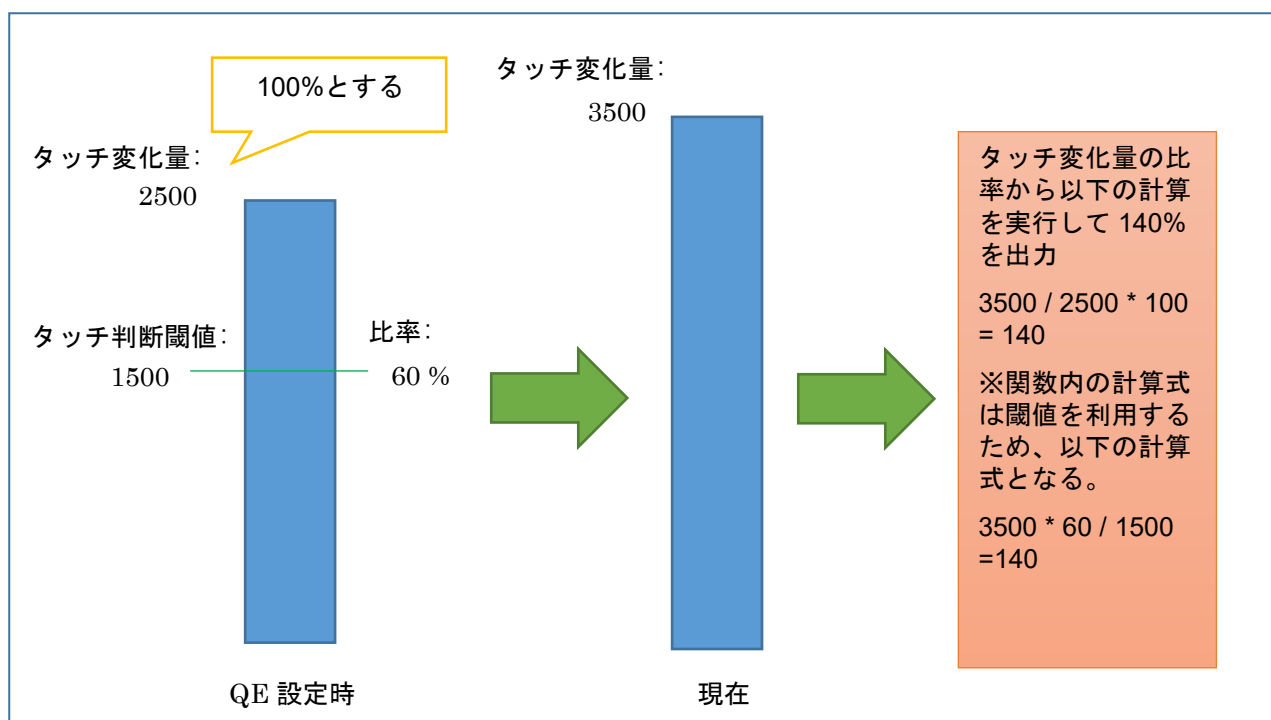 100%とする
タッチ変化量:
2500
タッチ判断閾値:
1500
比率:
60 %
QE 設定時
タッチ変化量:
3500
現在
タッチ変化量の比
率から以下の計算
を実行して 140%
を出力
3500 / 2500 * 100
= 140
※関数内の計算式
は閾値を利用する
ため、以下の計算
式となる。
3500 * 60 / 1500
=140